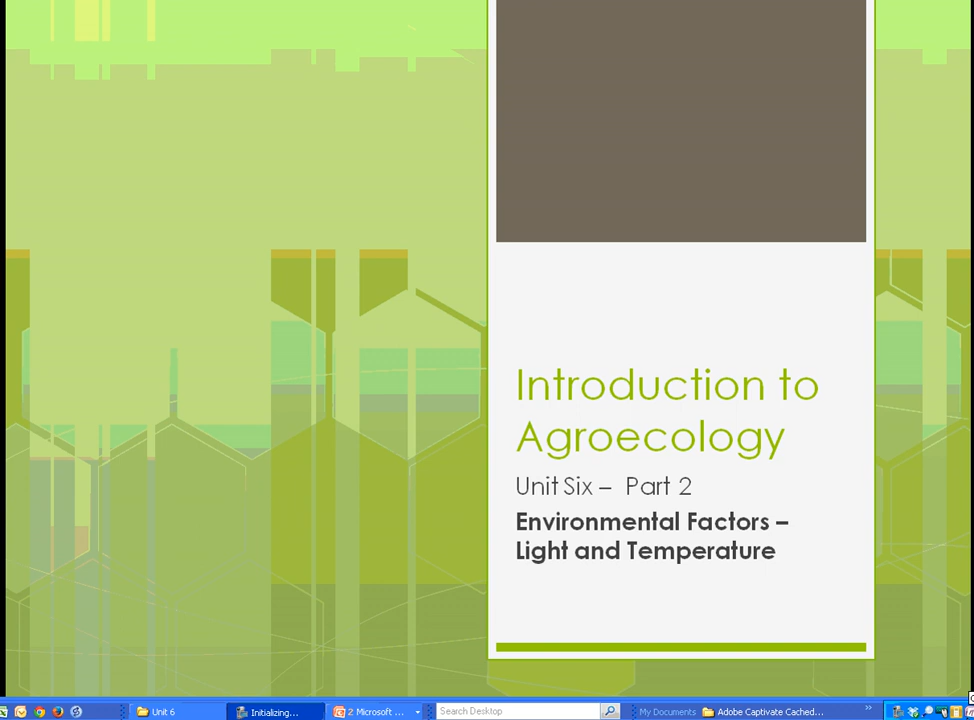 Introduction to
Agroecology
Unit Six – Part 2
Environmental Factors –
Light and Temperature
Unit 6
Initializing...
2 Microsoft ...
Search Desktop
My Documents
Adobe Captivate Cached...
»